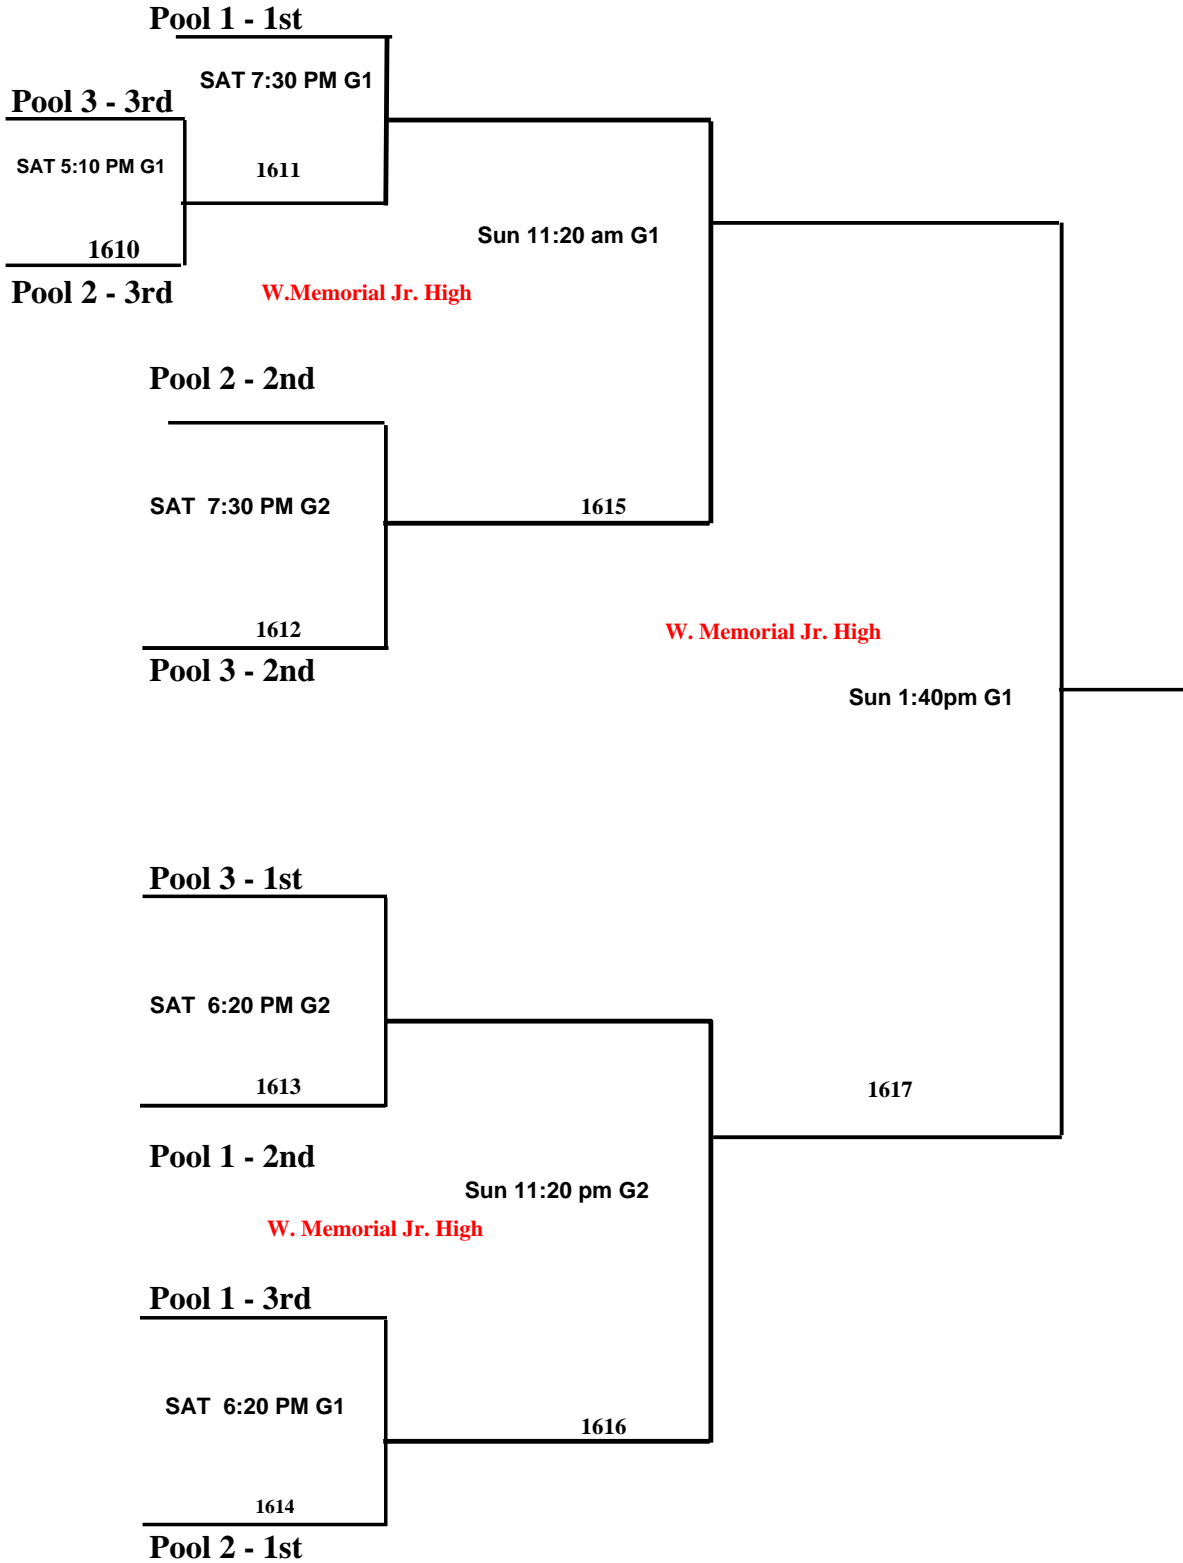 Pool 1 - 1st
SAT 7:30 PM G1
Pool 3 - 3rd
SAT 5:10 PM G1
1611
1610
Sun 11:20 am G1
Pool 2 - 3rd
W.Memorial Jr. High
Pool 2 - 2nd
SAT  7:30 PM G2
1615
1612
W. Memorial Jr. High
Pool 3 - 2nd
Sun 1:40pm G1
Pool 3 - 1st
SAT  6:20 PM G2
1613
1617
Pool 1 - 2nd
Sun 11:20 pm G2
W. Memorial Jr. High
Pool 1 - 3rd
SAT  6:20 PM G1
1616
1614
Pool 2 - 1st